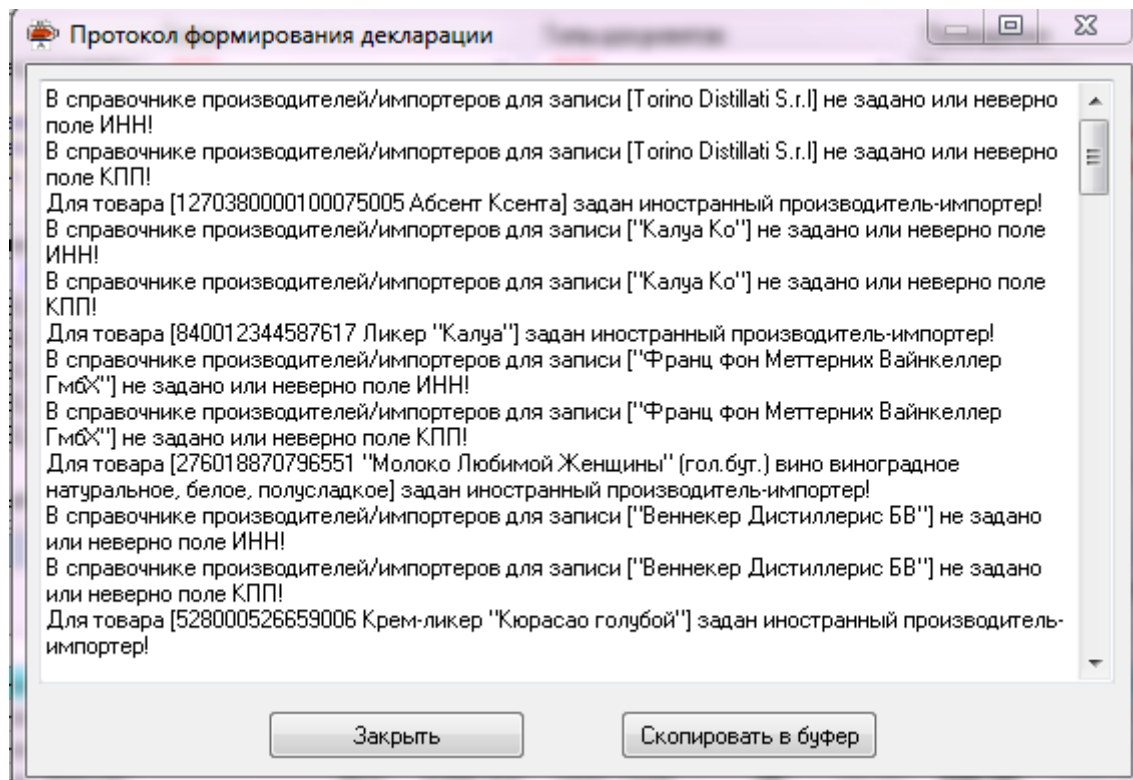 Протокол формирования декларации
В справочнике производителей/импортеров для записи [Torino Distillati S.r.l] не задано или неверно
поле ИНН!
В справочнике производителей/импортеров для записи [Torino Distillati S.r.l] не задано или неверно
поле КПП!
Для товара [1270380000100075005 Абсент Ксента] задан иностранный производитель-импортер!
В справочнике производителей/импортеров для записи ["Калуа Ко"] не задано или неверно поле
ИНН!
В справочнике производителей/импортеров для записи ["Калуа Ко"] не задано или неверно поле
КПП!
Для товара [840012344587617 Ликер "Калуа"] задан иностранный производитель-импортер!
В справочнике производителей/импортеров для записи ["Франц фон Меттерних Вайнкеллер
ГмбХ"] не задано или неверно поле ИНН!
В справочнике производителей/импортеров для записи ["Франц фон Меттерних Вайнкеллер
ГмбХ"] не задано или неверно поле КПП!
Для товара [276018870796551 "Молоко Любимой Женщины" (гол.бут.) вино виноградное
натуральное, белое, полусладкое] задан иностранный производитель-импортер!
В справочнике производителей/импортеров для записи ["Веннекер Дистиллерис БВ"] не задано
или неверно поле ИНН!
В справочнике производителей/импортеров для записи ["Веннекер Дистиллерис БВ"] не задано
или неверно поле КПП!
Для товара [528000526659006 Крем-ликер "Кюрасао голубой"] задан иностранный производитель-
импортер!
Закрыть
Скопировать в буфер